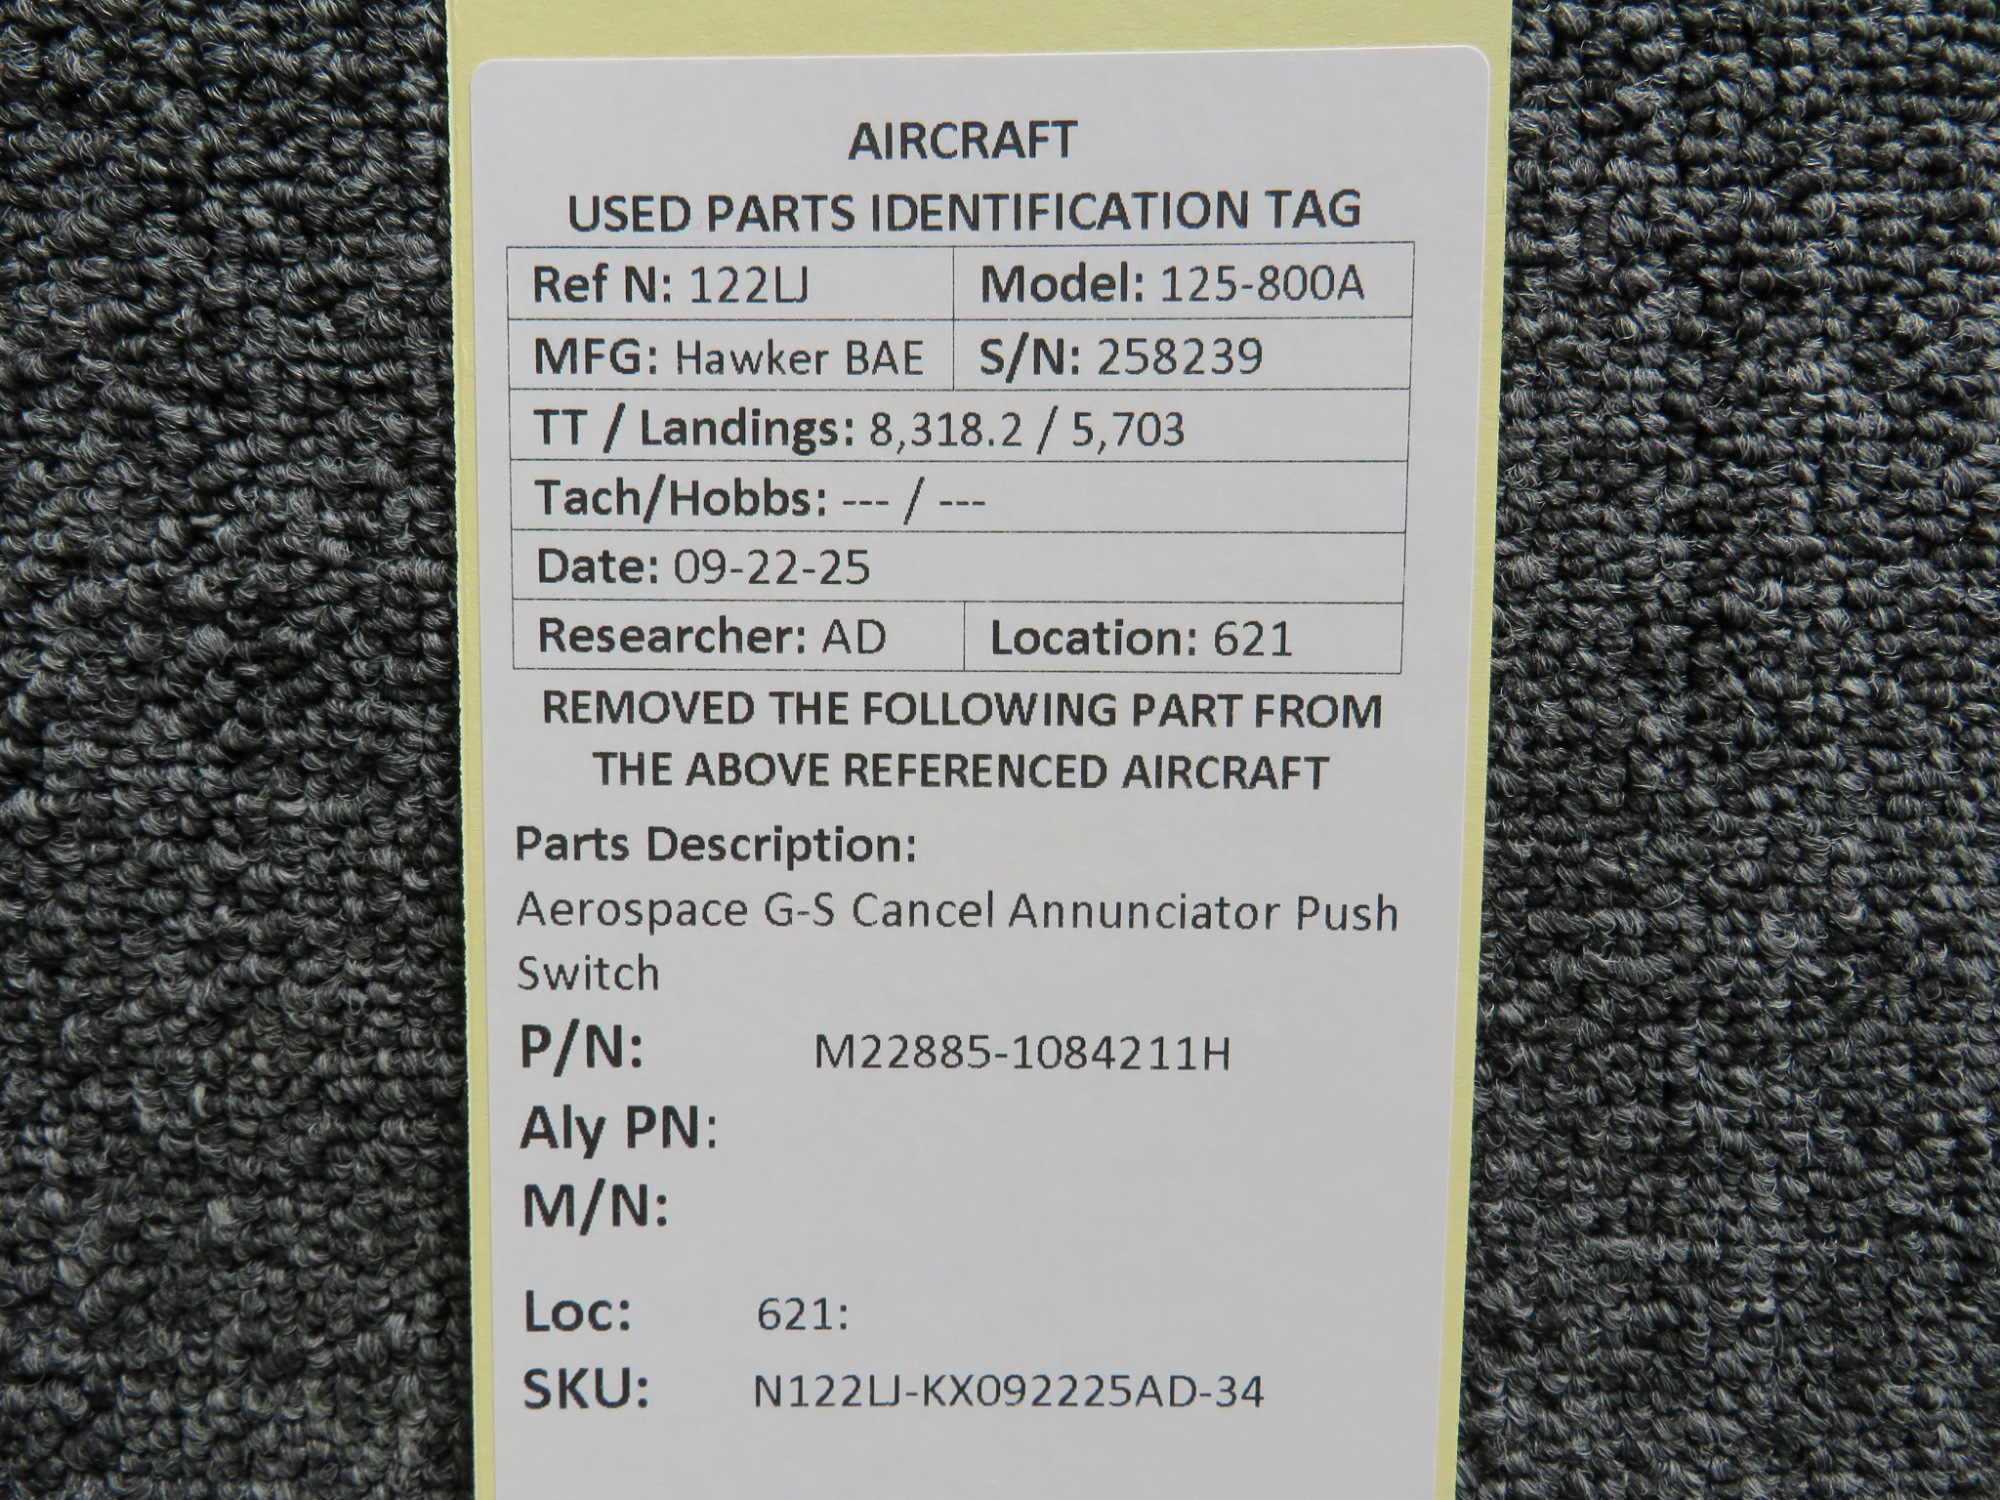 AIRCRAFT
USED PARTS IDENTIFICATION TAG
Ref N: 122LJ Model: 125-800A
MFG: Hawker BAE S/N: 258239
TT / Landings: 8,318.2 / 5,703
Tach/Hobbs: --- / ---
Date: 09-22-25
Researcher: AD Location: 621
REMOVED THE FOLLOWING PART FROM
THE ABOVE REFERENCED AIRCRAFT
Parts Description:
Aerospace G-S Cancel Annunciator Push
Switch
P/N: M22885-1084211H
Aly PN:
M/N:
Loc: 621:
SKU: N122LJ-KX092225AD-34